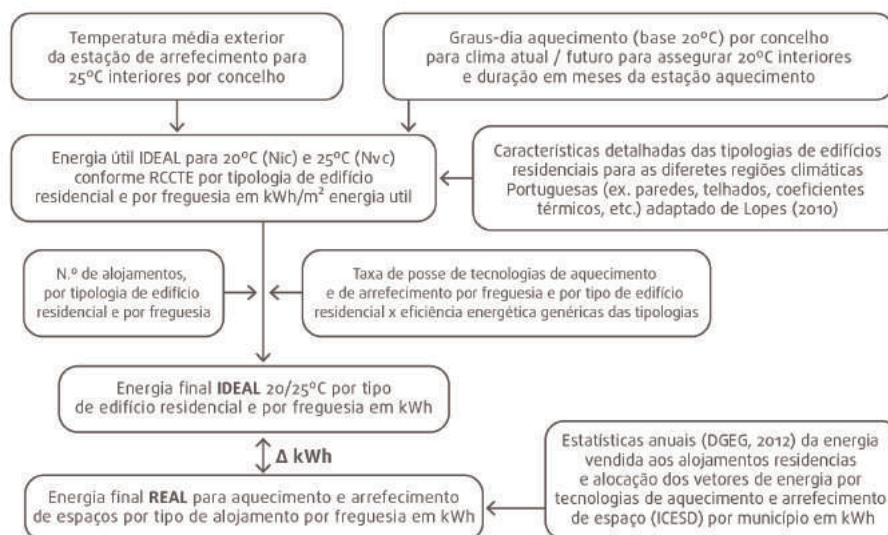 Temperatura média exterior
da estação de arrefecimento para
25ºC interiores por concelho
Graus-dia aquecimento (base 20ºC) por concelho
para clima atual / futuro para assegurar 20ºC interiores
e duração em meses da estação aquecimento
Energia útil IDEAL para 20ºC (Nic) e 25ºC (Nvc)
conforme RCCTE por tipologia de edifício
residencial e por freguesia em kWh/m² energia util
Características detalhadas das tipologias de edifícios
residenciais para as diferetes regiões climáticas
Portuguesas (ex. paredes, telhados, coeficientes
térmicos, etc.) adaptado de Lopes (2010)
N.º de alojamentos,
por tipologia de edifício
residencial e por freguesia
Taxa de posse de tecnologias de aquecimento
e de arrefecimento por freguesia e por tipo de edifício
residencial x eficiência energética genéricas das tipologias
Energia final IDEAL 20/25ºC por tipo
de edifício residencial e por freguesia em kWh
Δ kWh
Energia final REAL para aquecimento e arrefecimento
de espaços por tipo de alojamento por freguesia em kWh
Estatísticas anuais (DGEG, 2012) da energia
vendida aos alojamentos residencias
e alocação dos vetores de energia por
tecnologias de aquecimento e arrefecimento
de espaço (ICESD) por município em kWh